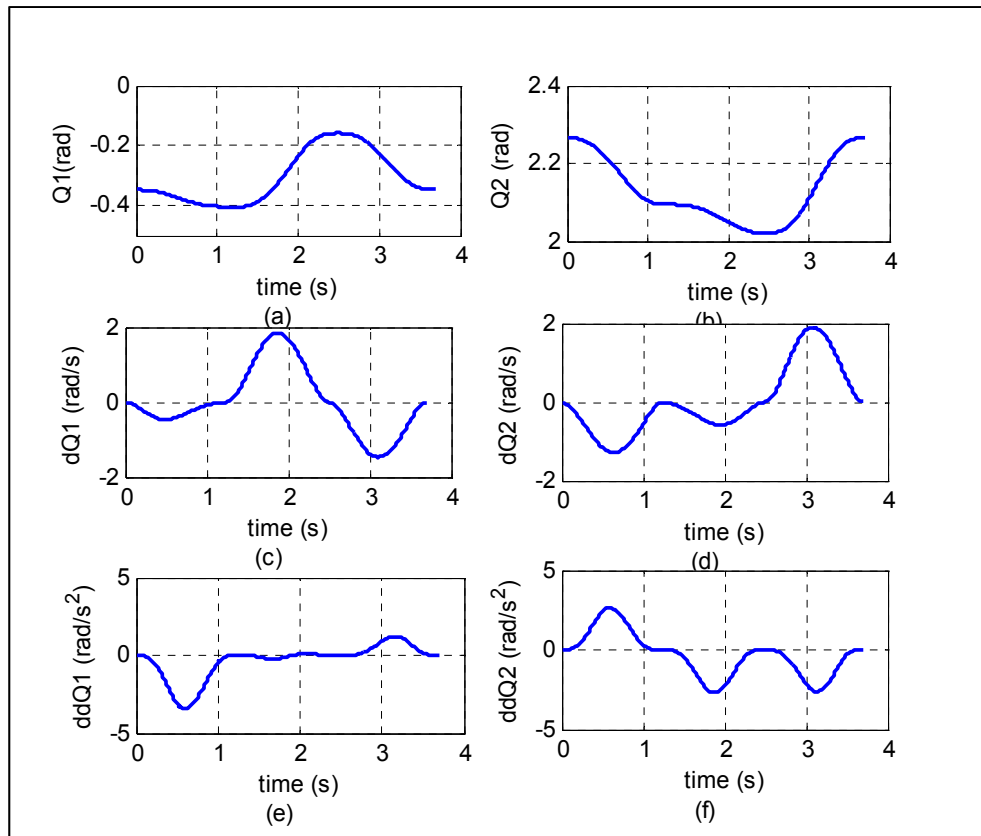 0
-0.2
-0.4
Q1(rad)
0 1 2 3 4
time (s)
(a)
2.4
2.2
2
Q2(rad)
0 1 2 3 4
time (s)
(b)
2
0
-2
dQ1 (rad/s)
0 1 2 3 4
time (s)
(c)
2
0
-2
dQ2 (rad/s)
0 1 2 3 4
time (s)
(d)
5
0
-5
ddQ1 (rad/s²)
0 1 2 3 4
time (s)
(e)
5
0
-5
ddQ2 (rad/s²)
0 1 2 3 4
time (s)
(f)